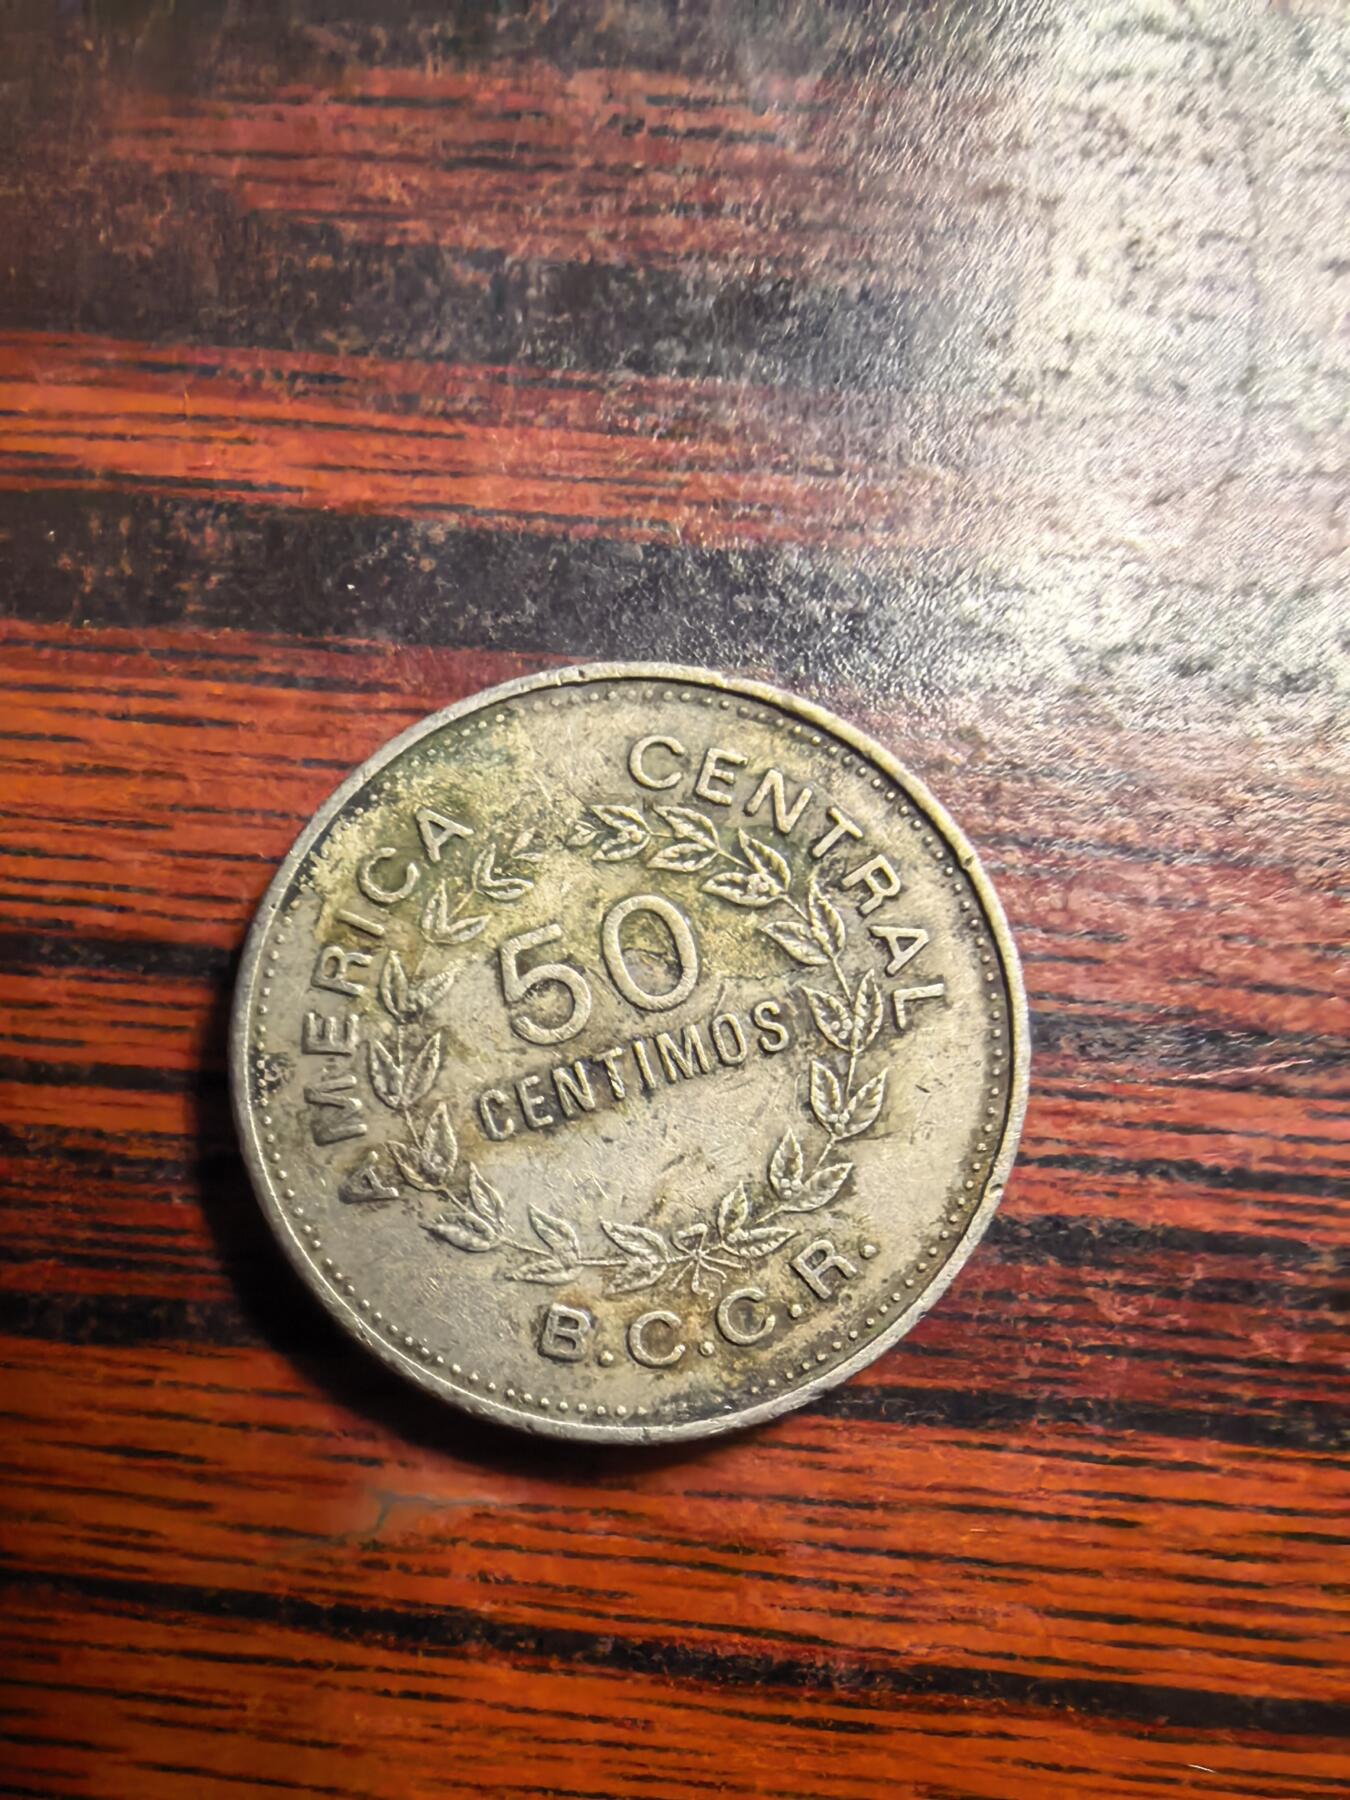 AMERICA CENTRAL
50
CENTIMOS
B.C.C.R.